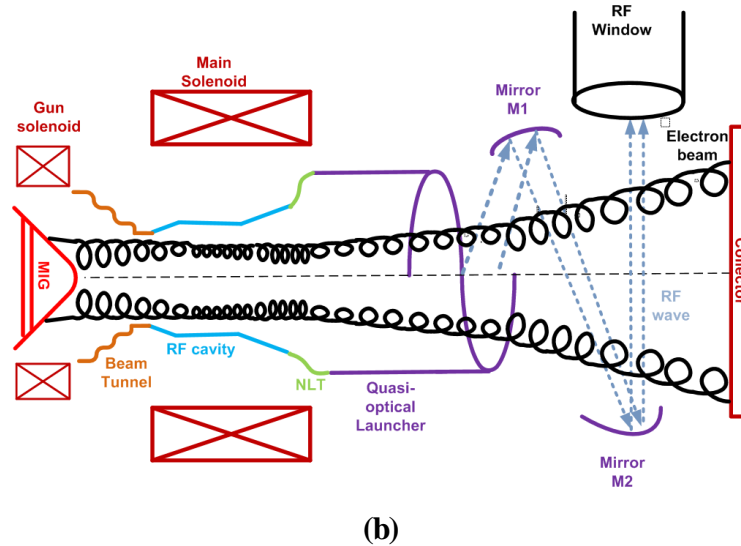 RF
Window
Main
Solenoid
Mirror
M1
Gun
solenoid
Electron
beam
MIG
Collector
RF
wave
Beam
Tunnel
RF cavity
NLT
Quasi-
optical
Launcher
Mirror
M2
(b)